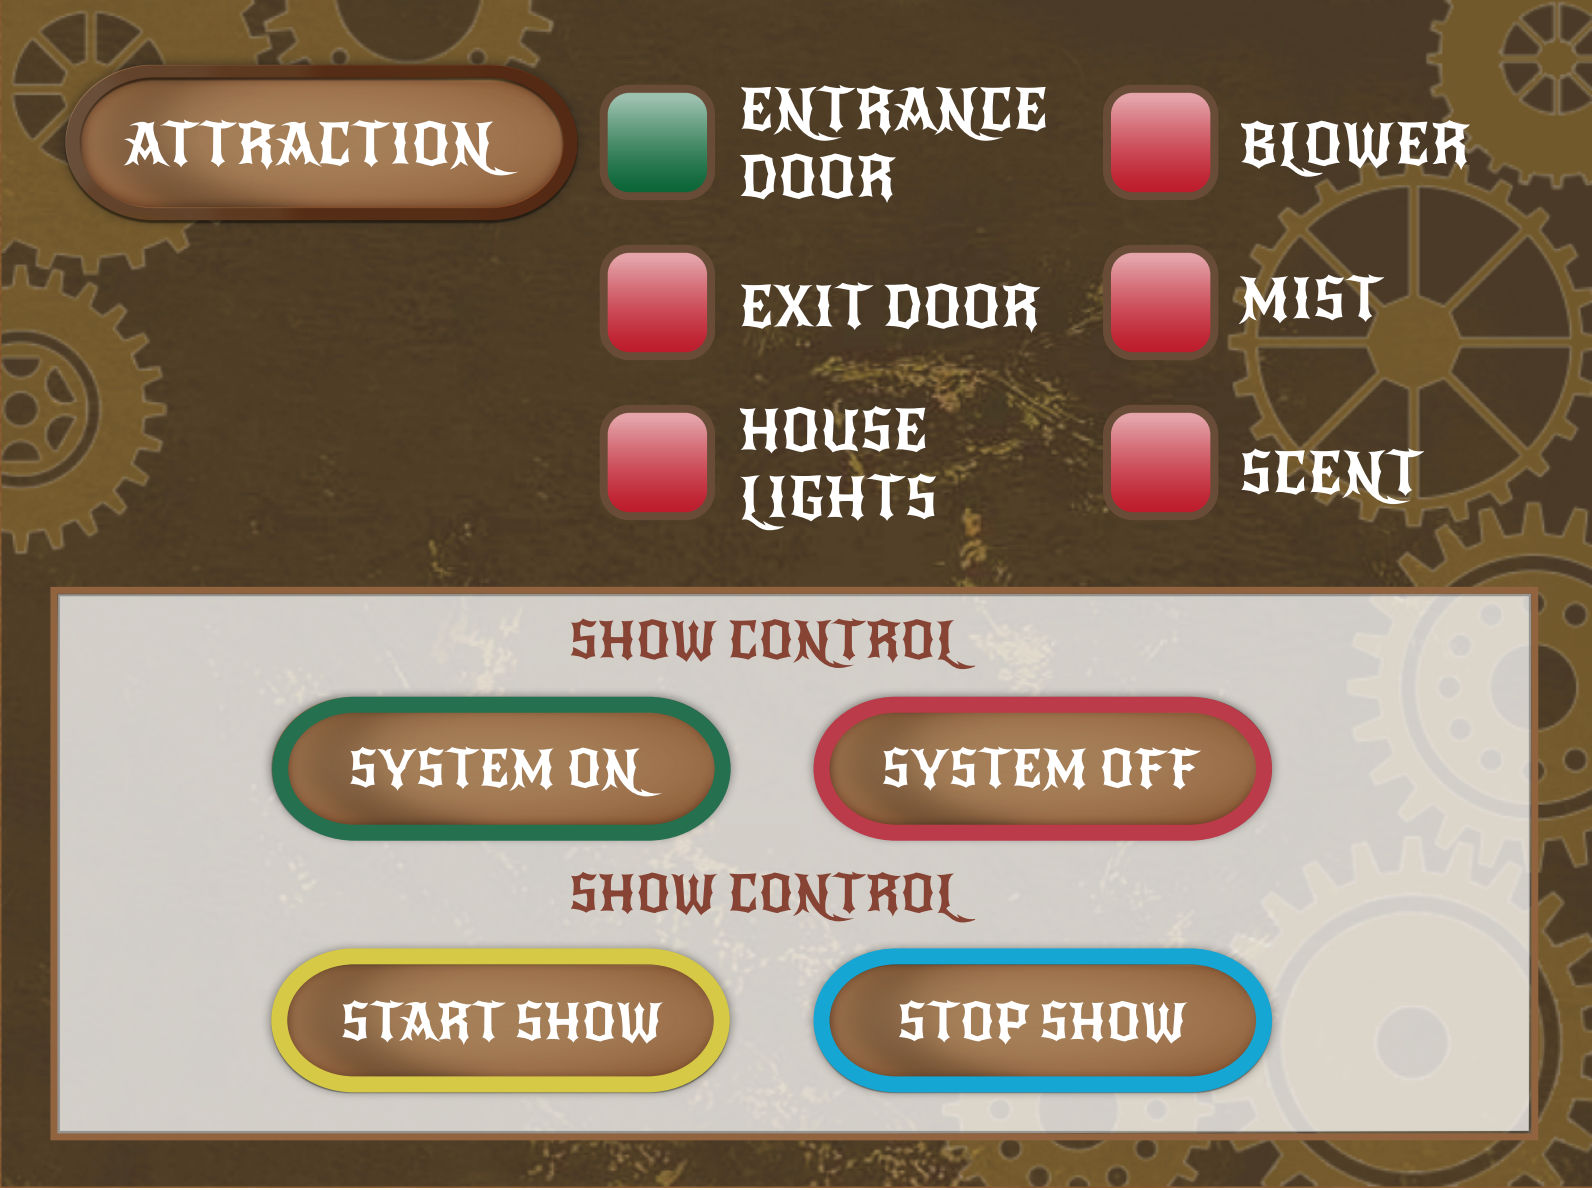 ATTRACTION
ENTRANCE
DOOR
BLOWER
EXIT DOOR
MIST
HOUSE
LIGHTS
SCENT
SHOW CONTROL
SYSTEM ON
SYSTEM OFF
SHOW CONTROL
START SHOW
STOP SHOW